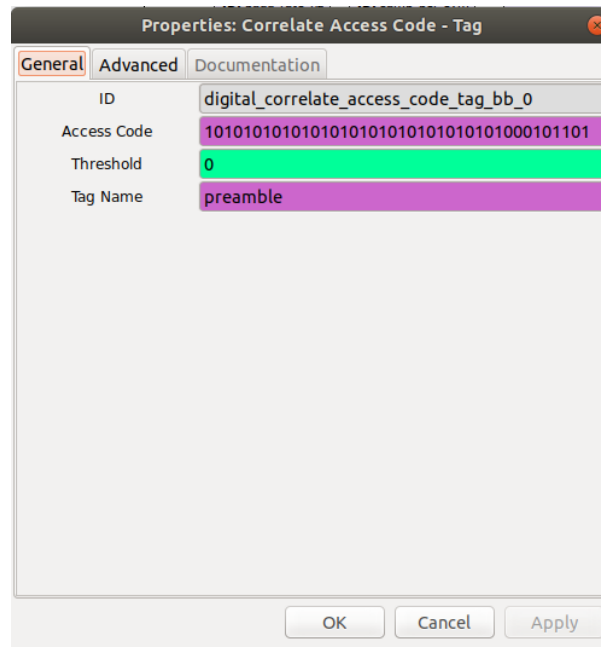 Properties: Correlate Access Code - Tag
General Advanced Documentation
ID digital_correlate_access_code_tag_bb_0
Access Code 1010101010101010101010101010101000101101
Threshold 0
Tag Name preamble
OK Cancel Apply